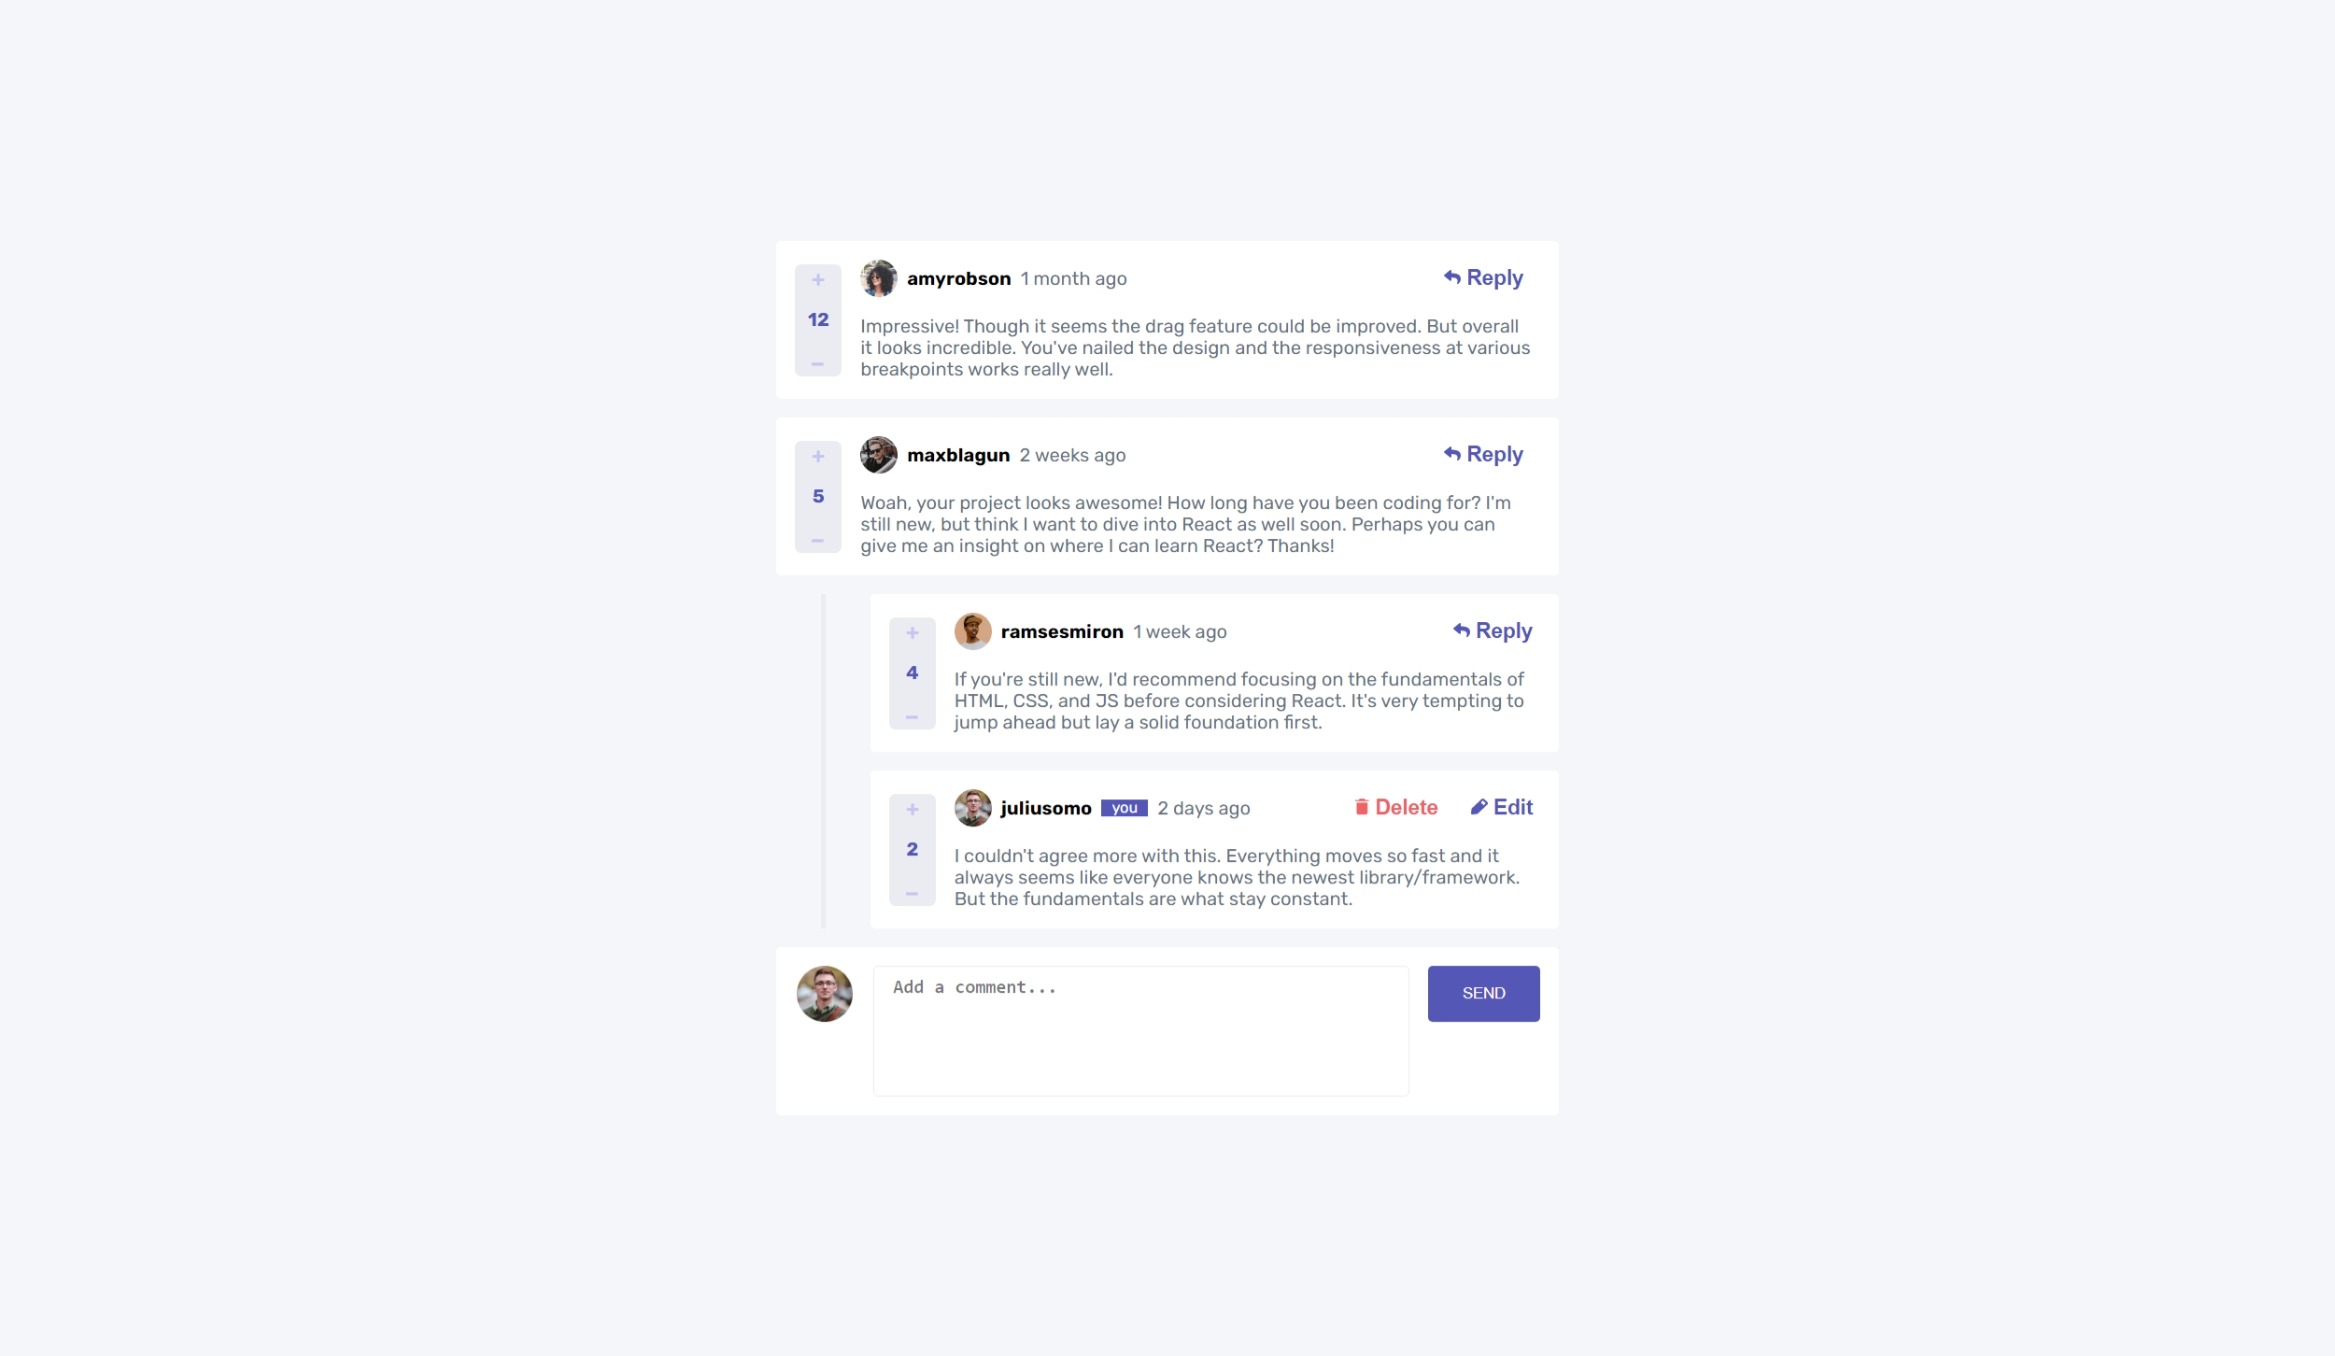 +
12
−
amyrobson 1 month ago
Reply
Impressive! Though it seems the drag feature could be improved. But overall
it looks incredible. You've nailed the design and the responsiveness at various
breakpoints works really well.
+
5
−
maxblagun 2 weeks ago
Reply
Woah, your project looks awesome! How long have you been coding for? I'm
still new, but think I want to dive into React as well soon. Perhaps you can
give me an insight on where I can learn React? Thanks!
+
4
−
ramsesmiron 1 week ago
Reply
If you're still new, I'd recommend focusing on the fundamentals of
HTML, CSS, and JS before considering React. It's very tempting to
jump ahead but lay a solid foundation first.
+
2
−
juliusomo you 2 days ago
Delete Edit
I couldn't agree more with this. Everything moves so fast and it
always seems like everyone knows the newest library/framework.
But the fundamentals are what stay constant.
Add a comment...
SEND